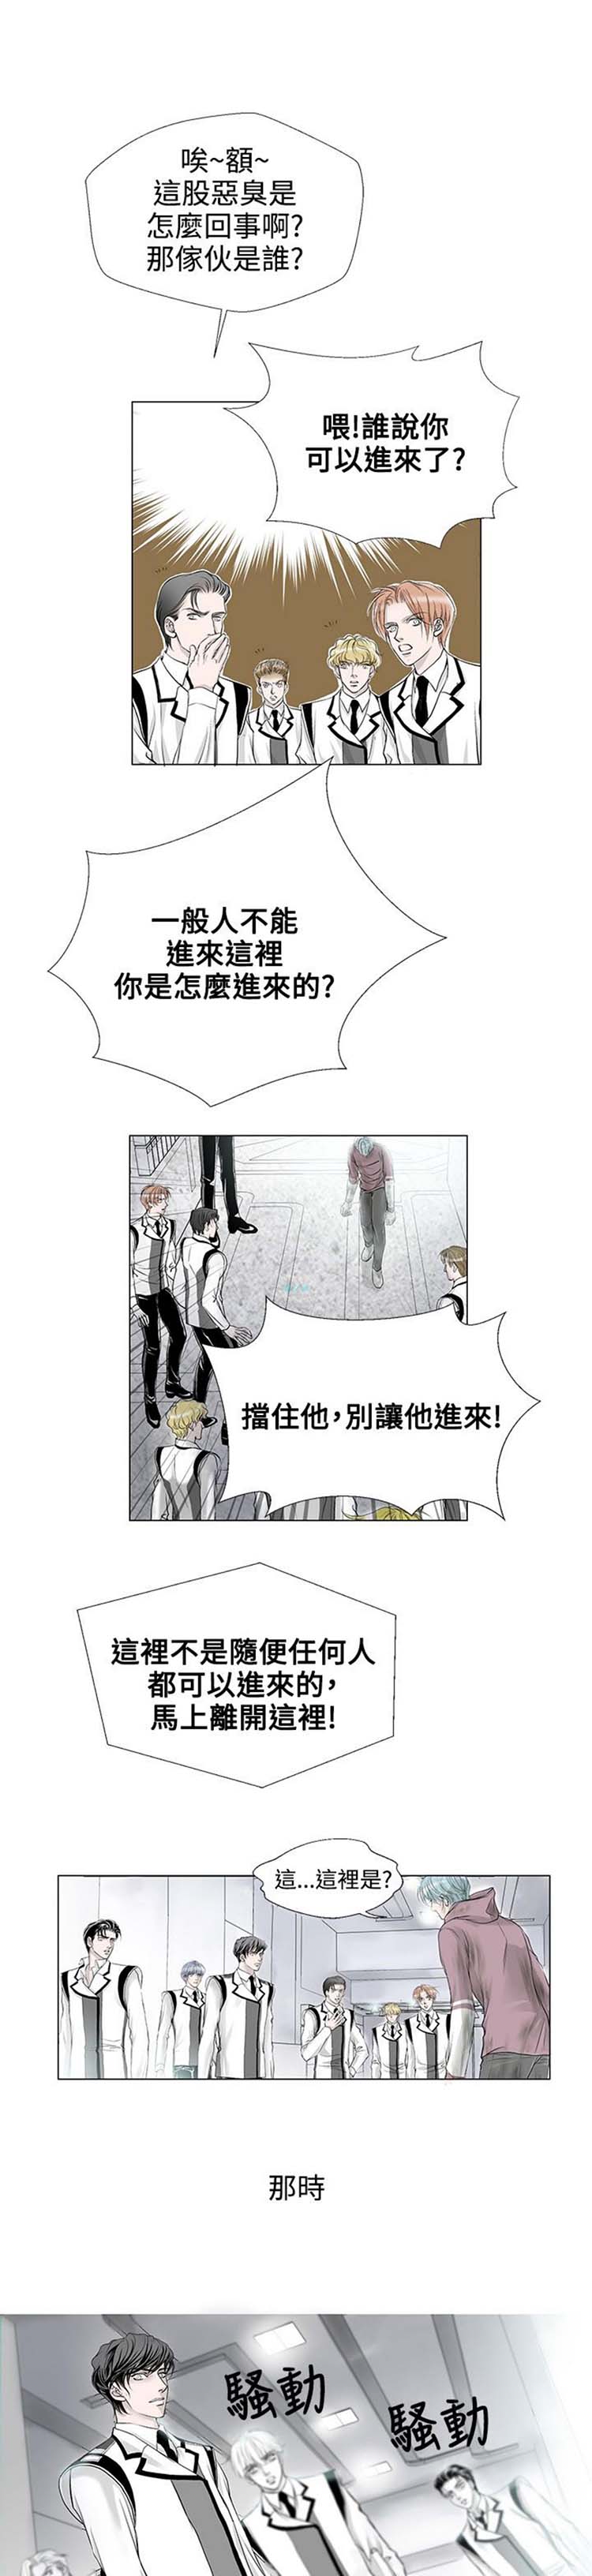 唉~額~
這股惡臭是
怎麼回事啊?
那傢伙是誰?
喂!誰說你
可以進來了?
一般人不能
進來這裡
你是怎麼進來的?
擋住他,別讓他進來!
這裡不是隨便任何人
都可以進來的,
馬上離開這裡!
這...這裡是?
那時
騷動
騷動